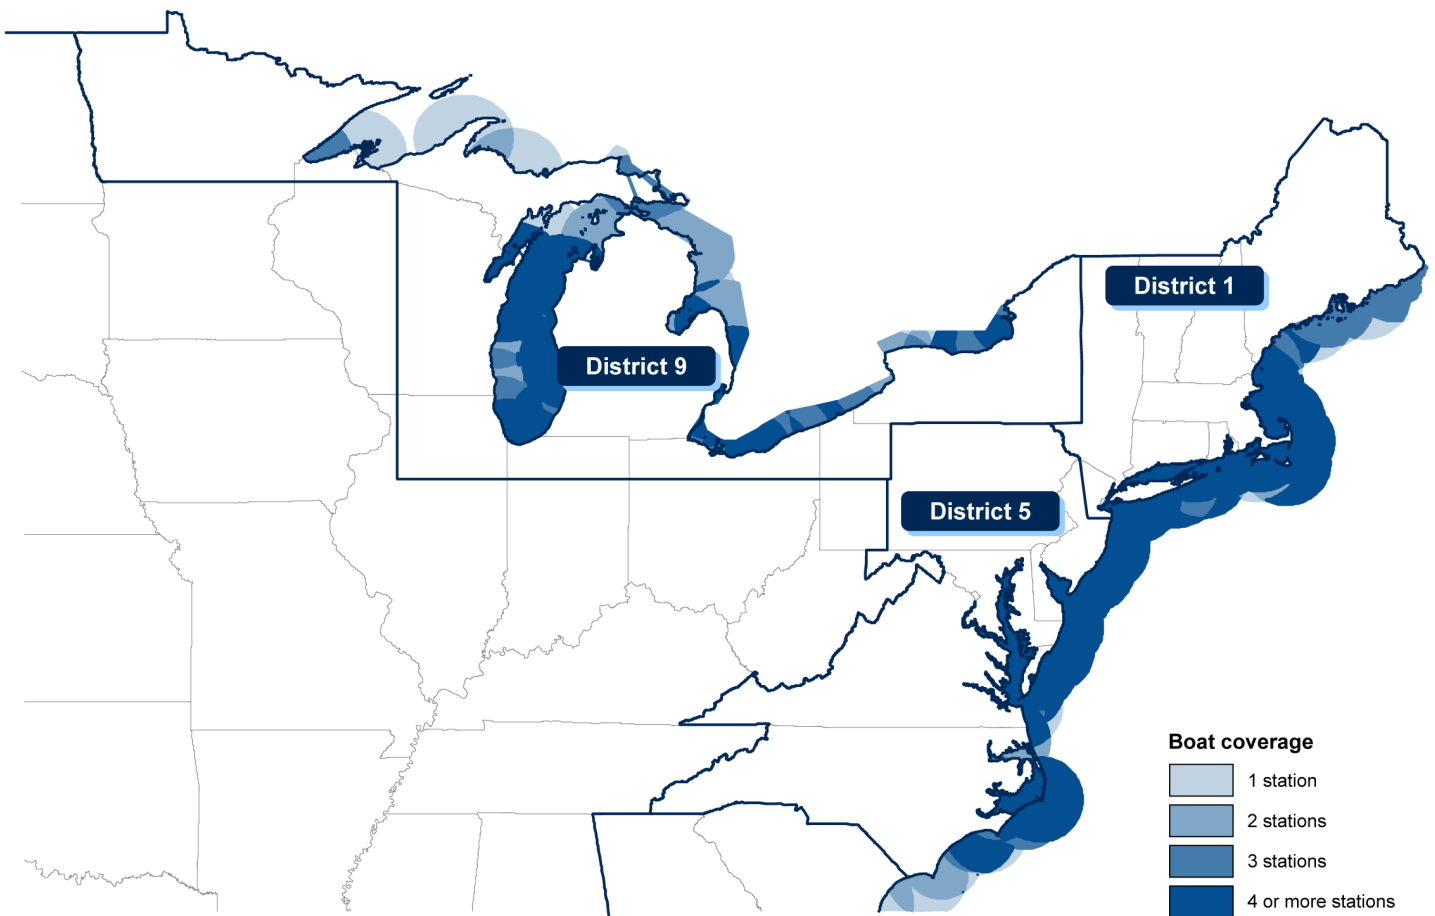 District 1
District 9
District 5
Boat coverage
1 station
2 stations
3 stations
4 or more stations